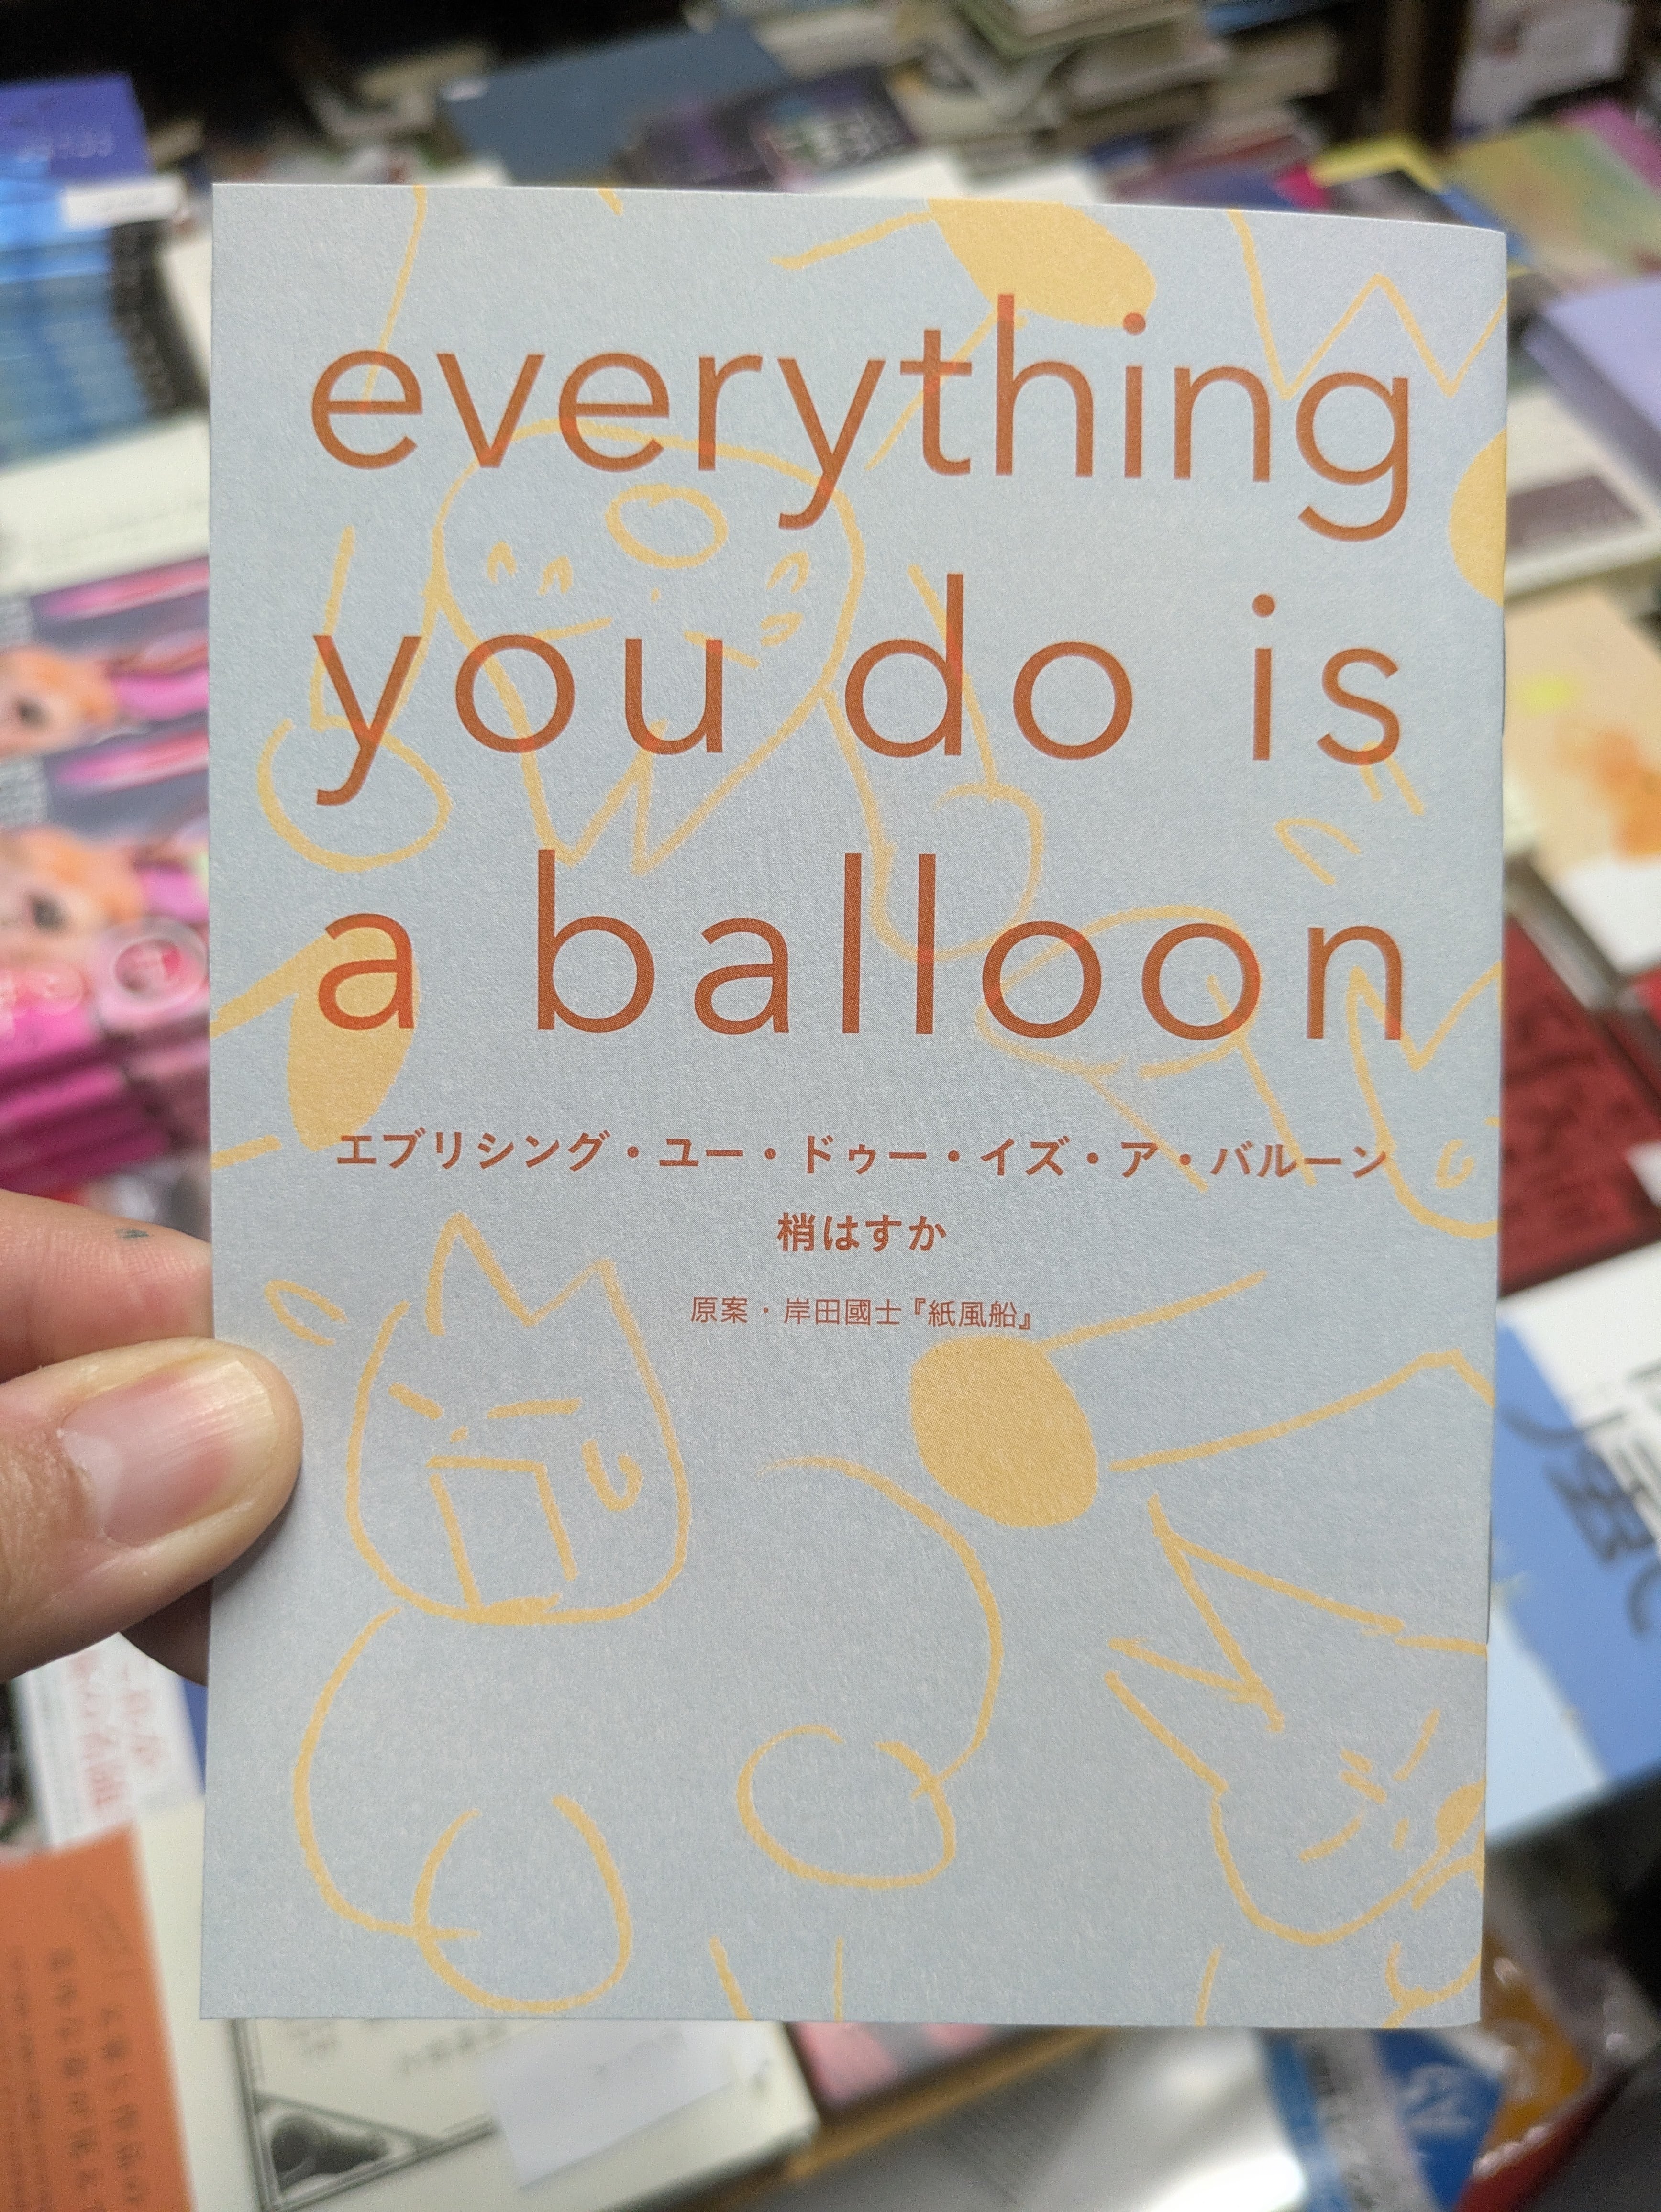 everything
you do is
a balloon
エブリシング・ユー・ドゥー・イズ・ア・バルーン
梢はすか
原案・岸田國士『紙風船』